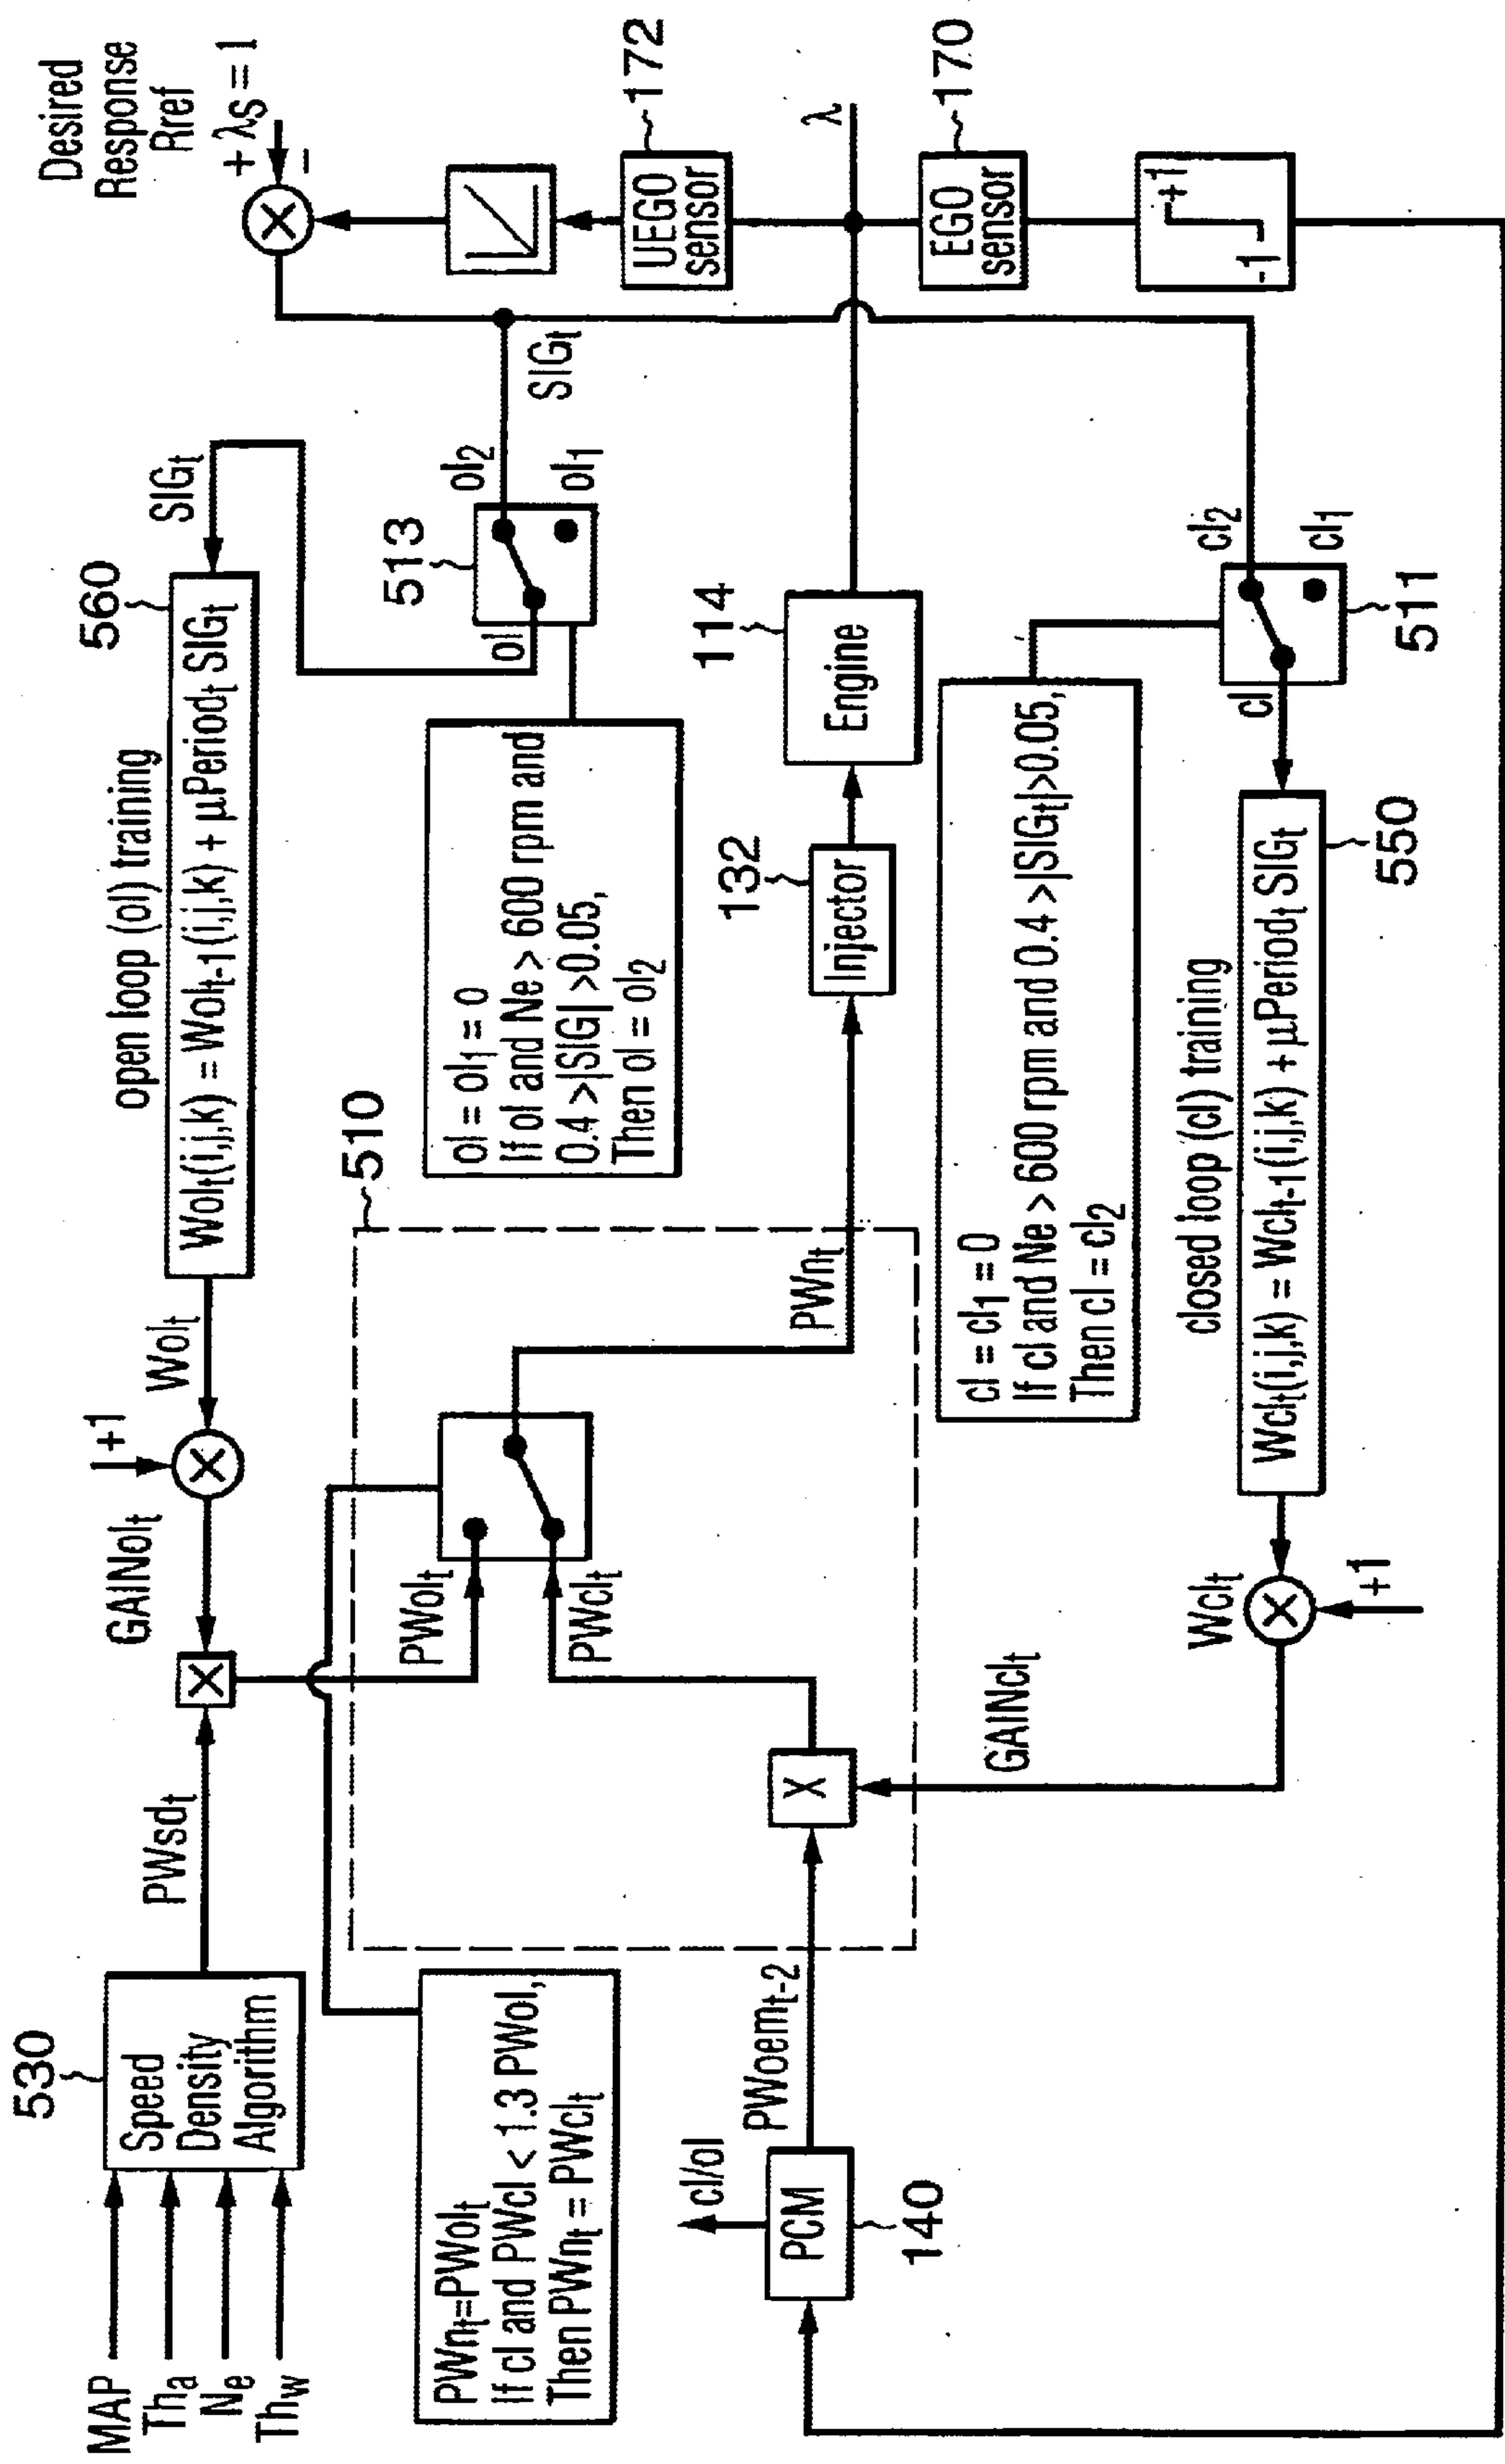 MAP
Thₐ
Nₑ
Th_w
530
Speed
Density
Algorithm
PWsdₜ
GAINolₜ
+1
Wolₜ
open loop (ol) training
560
Wolₜ(i,j,k) = Wolₜ₋₁(i,j,k) + μPeriodₜ SIGₜ
SIGₜ
Desired
Response
Rref
+ λS = 1
−
PWnₜ=PWolₜ
If cl and PWcl < 1.3 PWol,
Then PWnₜ = PWclₜ
510
PWolₜ
PWclₜ
ol = ol₁ = 0
If ol and Ne > 600 rpm and
0.4 >|SIG| >0.05,
Then ol = ol₂
513
ol
ol₂
ol₁
SIGₜ
UEGO
sensor
172
cl/ol
PCM
140
PWoemₜ₋₂
X
PWnₜ
132
Injector
114
Engine
λ
EGO
sensor
170
+1
-1
GAINclₜ
cl = cl₁ = 0
If cl and Ne > 600 rpm and 0.4 >|SIGₜ|>0.05,
Then cl = cl₂
cl
cl₂
cl₁
511
Wclₜ
+1
closed loop (cl) training
Wclₜ(i,j,k) = Wclₜ₋₁(i,j,k) + μPeriodₜ SIGₜ
550